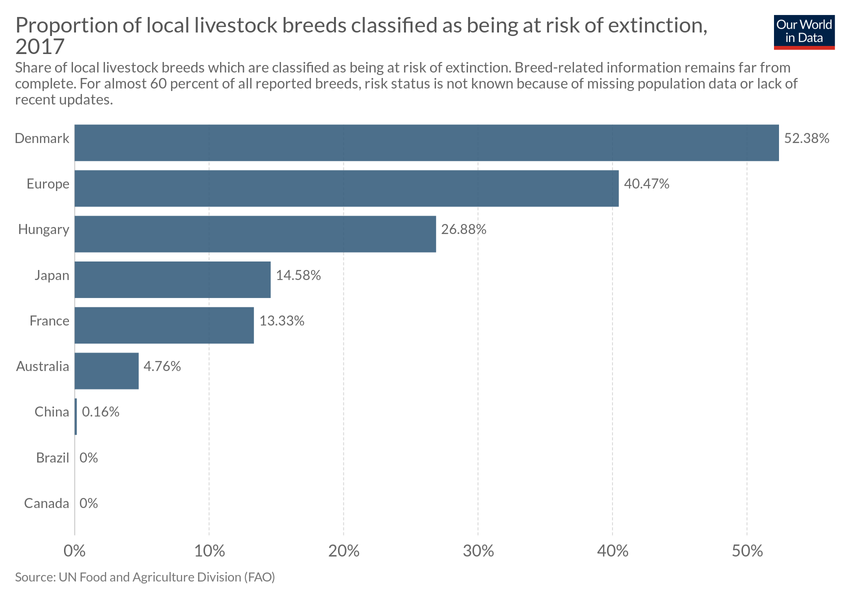 Proportion of local livestock breeds classified as being at risk of extinction,
2017
Our World
in Data
Share of local livestock breeds which are classified as being at risk of extinction. Breed-related information remains far from
complete. For almost 60 percent of all reported breeds, risk status is not known because of missing population data or lack of
recent updates.
Denmark 52.38%
Europe 40.47%
Hungary 26.88%
Japan 14.58%
France 13.33%
Australia 4.76%
China 0.16%
Brazil 0%
Canada 0%
0% 10% 20% 30% 40% 50%
Source: UN Food and Agriculture Division (FAO)